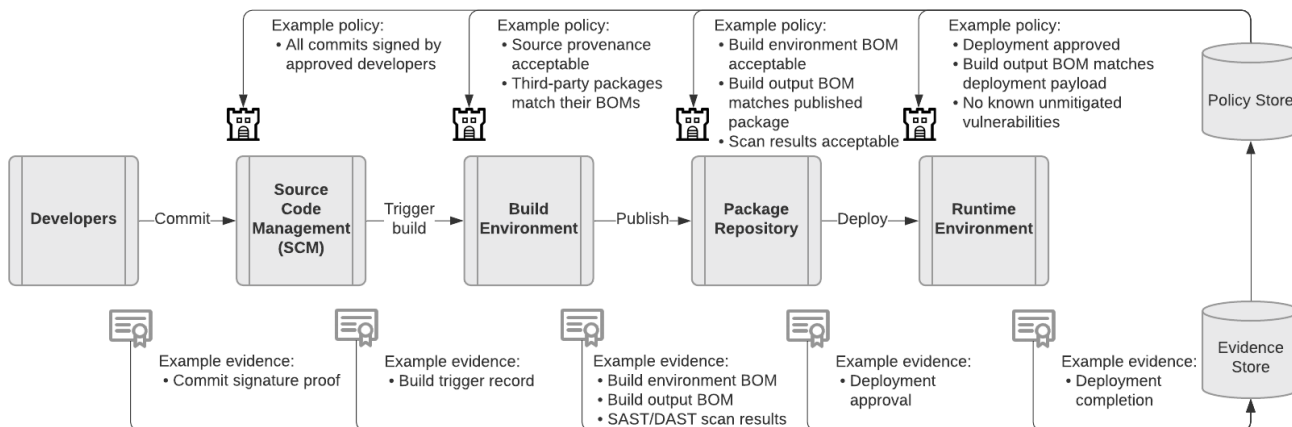 Example policy:
• All commits signed by
approved developers
Example policy:
• Source provenance
acceptable
• Third-party packages
match their BOMs
Example policy:
• Build environment BOM
acceptable
• Build output BOM
matches published
package
• Scan results acceptable
Example policy:
• Deployment approved
• Build output BOM matches
deployment payload
• No known unmitigated
vulnerabilities
Policy Store
Developers
Commit
Source
Code
Management
(SCM)
Trigger
build
Build
Environment
Publish
Package
Repository
Deploy
Runtime
Environment
Example evidence:
• Commit signature proof
Example evidence:
• Build trigger record
Example evidence:
• Build environment BOM
• Build output BOM
• SAST/DAST scan results
Example evidence:
• Deployment
approval
Example evidence:
• Deployment
completion
Evidence
Store